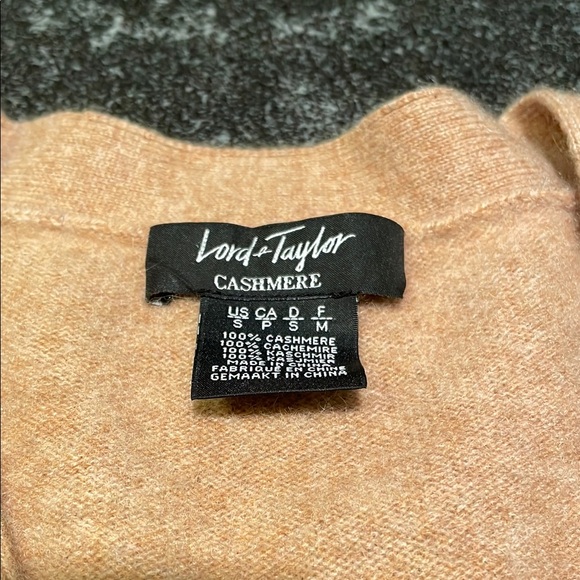 Lord & Taylor
CASHMERE
US CA D F
S P S M
100% CASHMERE
100% CACHEMIRE
100% KASCHMIR
100% KASJMIER
MADE IN CHINA
FABRIQUE EN CHINE
GEMAAKT IN CHINA